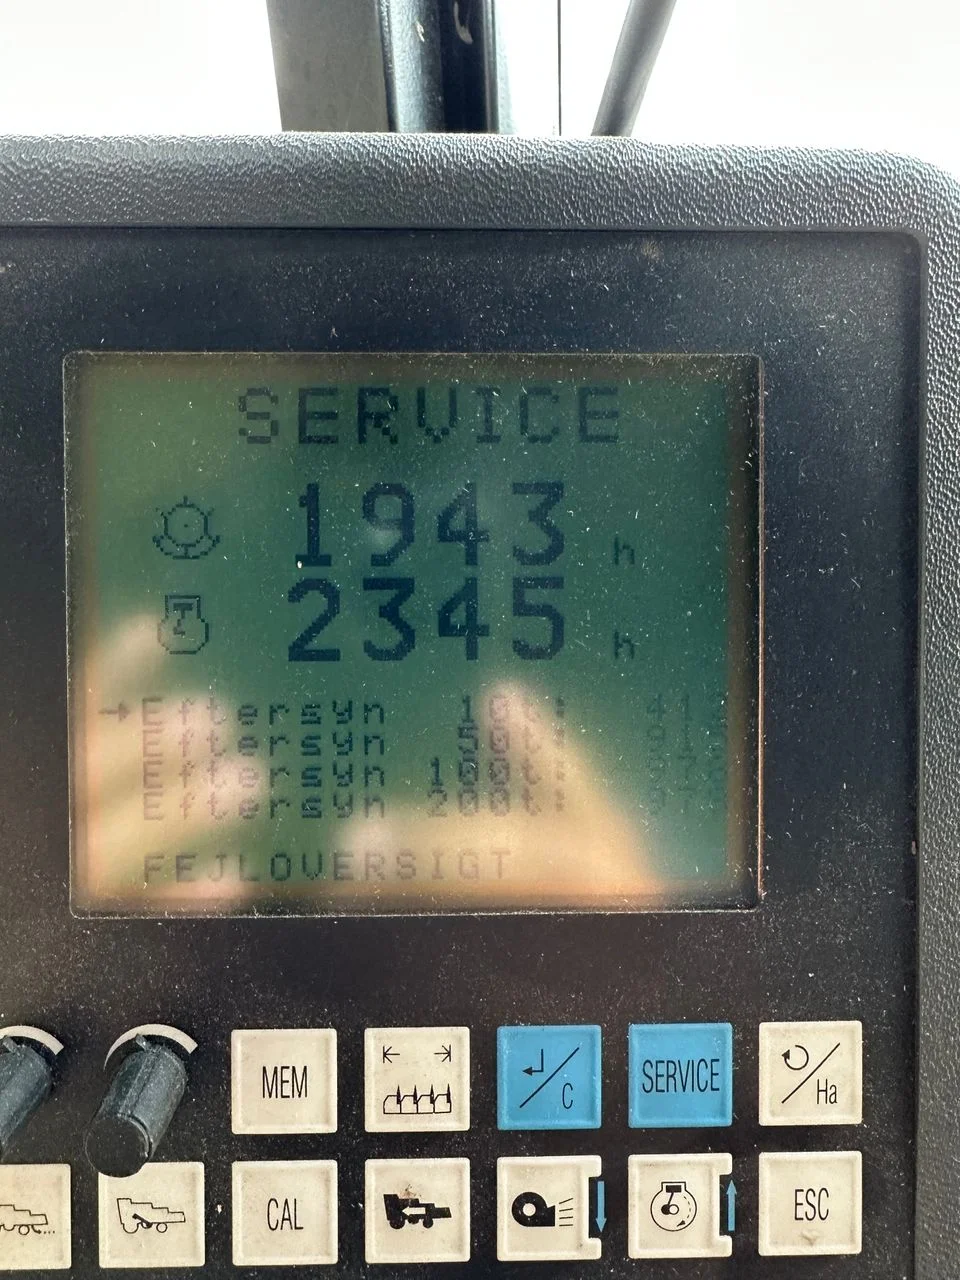 SERVICE
1943 h
2345 h
Eftersyn 10t:
Eftersyn 50t:
Eftersyn 100t:
Eftersyn 200t:
FEJLOVERSIGT
MEM
C
SERVICE
Ha
CAL
ESC